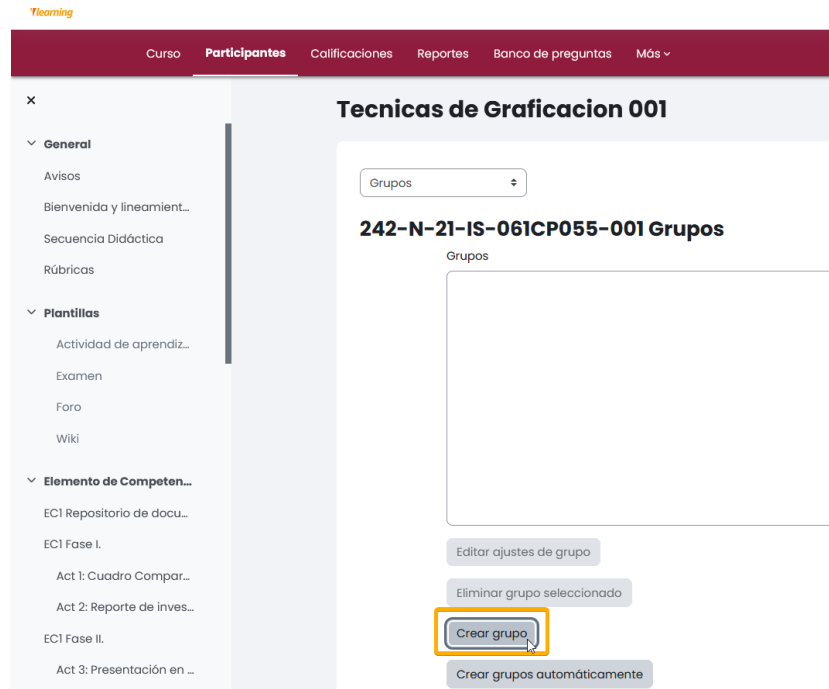 learning
Curso Participantes Calificaciones Reportes Banco de preguntas Más
Tecnicas de Graficacion 001
General
Avisos
Bienvenida y lineamient...
Secuencia Didáctica
Rúbricas
Plantillas
Actividad de aprendiz...
Examen
Foro
Wiki
Elemento de Competen...
EC1 Repositorio de docu...
EC1 Fase I.
Act 1: Cuadro Compar...
Act 2: Reporte de inves...
EC1 Fase II.
Act 3: Presentación en ...
Grupos
242-N-21-IS-061CP055-001 Grupos
Grupos
Editar ajustes de grupo
Eliminar grupo seleccionado
Crear grupo
Crear grupos automáticamente